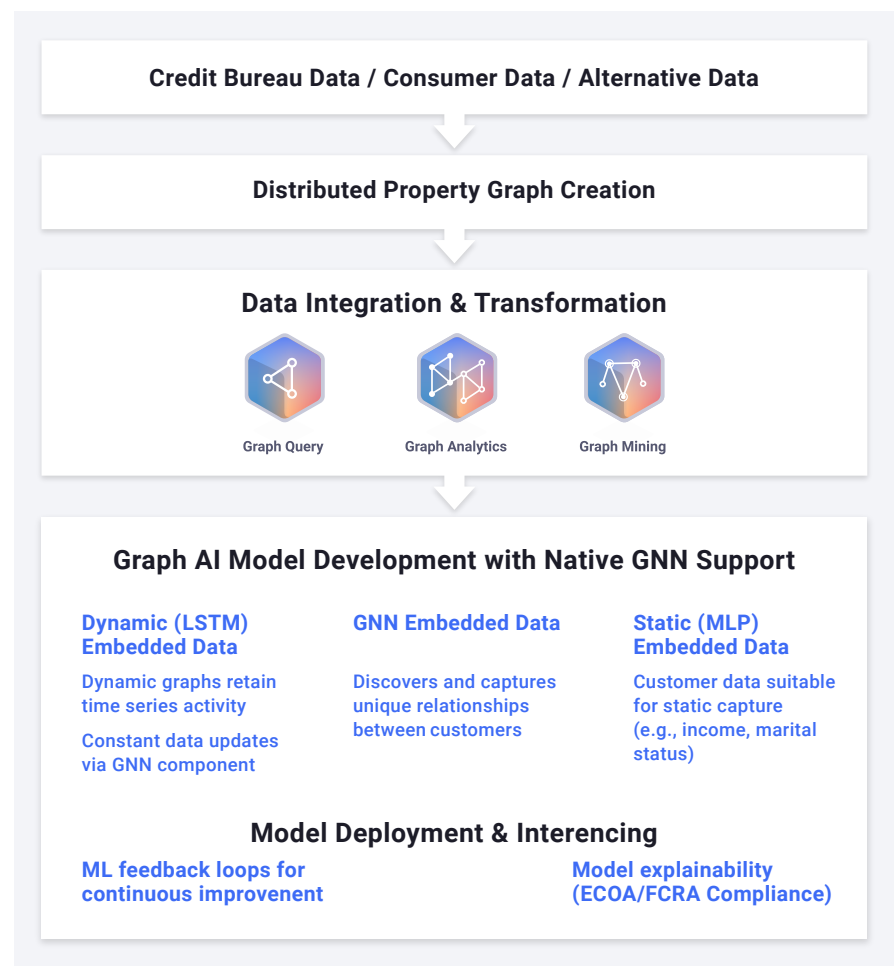 Credit Bureau Data / Consumer Data / Alternative Data
Distributed Property Graph Creation
Data Integration & Transformation
Graph Query
Graph Analytics
Graph Mining
Graph AI Model Development with Native GNN Support
Dynamic (LSTM)
Embedded Data
Dynamic graphs retain
time series activity
Constant data updates
via GNN component
GNN Embedded Data
Discovers and captures
unique relationships
between customers
Static (MLP)
Embedded Data
Customer data suitable
for static capture
(e.g., income, marital
status)
Model Deployment & Interencing
ML feedback loops for
continuous improvenent
Model explainability
(ECOA/FCRA Compliance)